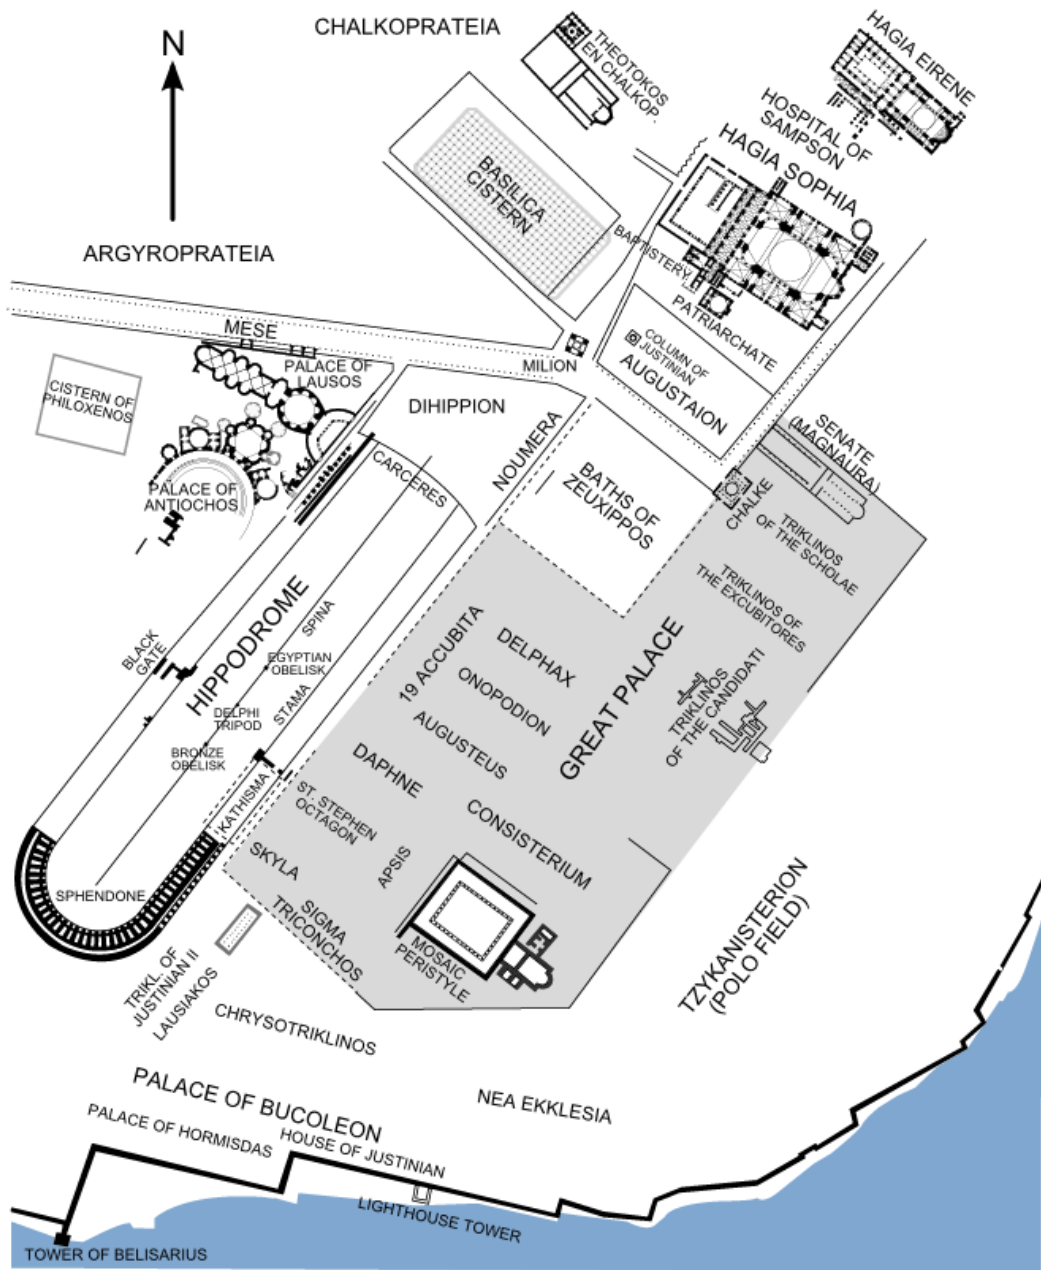 N
CHALKOPRATEIA
THEOTOKOS
EN CHALKOP.
HAGIA EIRENE
HOSPITAL OF
SAMPSON
HAGIA SOPHIA
BASILICA
CISTERN
BAPTISTERY
PATRIARCHATE
ARGYROPRATEIA
MESE
MILION
COLUMN OF
JUSTINIAN
AUGUSTAION
PALACE OF
LAUSOS
CISTERN OF
PHILOXENOS
DIHIPPION
NOUMERA
CARCERES
PALACE OF
ANTIOCHOS
BATHS OF
ZEUXIPPOS
SENATE
(MAGNAURA)
CHALKE
TRIKLINOS
OF THE SCHOLAE
TRIKLINOS OF
THE EXCUBITORES
TRIKLINOS
OF THE CANDIDATI
GREAT PALACE
HIPPODROME
SPINA
BLACK
GATE
EGYPTIAN
OBELISK
STAMA
DELPHI
TRIPOD
BRONZE
OBELISK
KATHISMA
SPHENDONE
19 ACCUBITA
DELPHAX
ONOPODION
AUGUSTEUS
DAPHNE
CONSISTERIUM
ST. STEPHEN
OCTAGON
SKYLA
APSIS
SIGMA
TRICONCHOS
MOSAIC
PERISTYLE
TRIKL. OF
JUSTINIAN II
LAUSIAKOS
CHRYSOTRIKLINOS
TZYKANISTERION
(POLO FIELD)
NEA EKKLESIA
PALACE OF BUCOLEON
PALACE OF HORMISDAS
HOUSE OF JUSTINIAN
LIGHTHOUSE TOWER
TOWER OF BELISARIUS